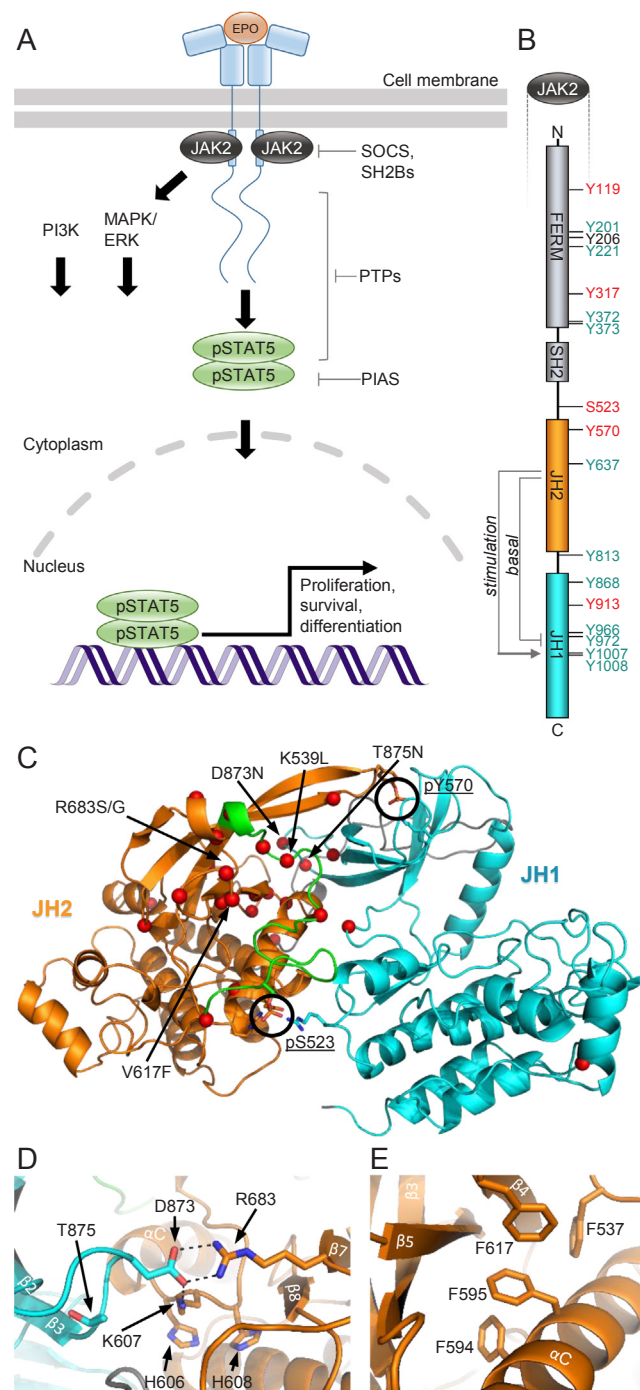 A
EPO
Cell membrane
JAK2
JAK2
SOCS,
SH2Bs
PI3K
MAPK/
ERK
PTPs
pSTAT5
pSTAT5
PIAS
Cytoplasm
Nucleus
pSTAT5
pSTAT5
Proliferation,
survival,
differentiation
B
JAK2
N
FERM
SH2
JH2
JH1
C
Y119
Y201
Y206
Y221
Y317
Y372
Y373
S523
Y570
Y637
Y813
Y868
Y913
Y966
Y972
Y1007
Y1008
stimulation
basal
C
T875N
K539L
D873N
pY570
R683S/G
JH2
JH1
V617F
pS523
D
D873
R683
T875
αC
β7
β2
β3
β8
K607
H606
H608
E
β3
β4
β5
F617
F537
F595
F594
αC